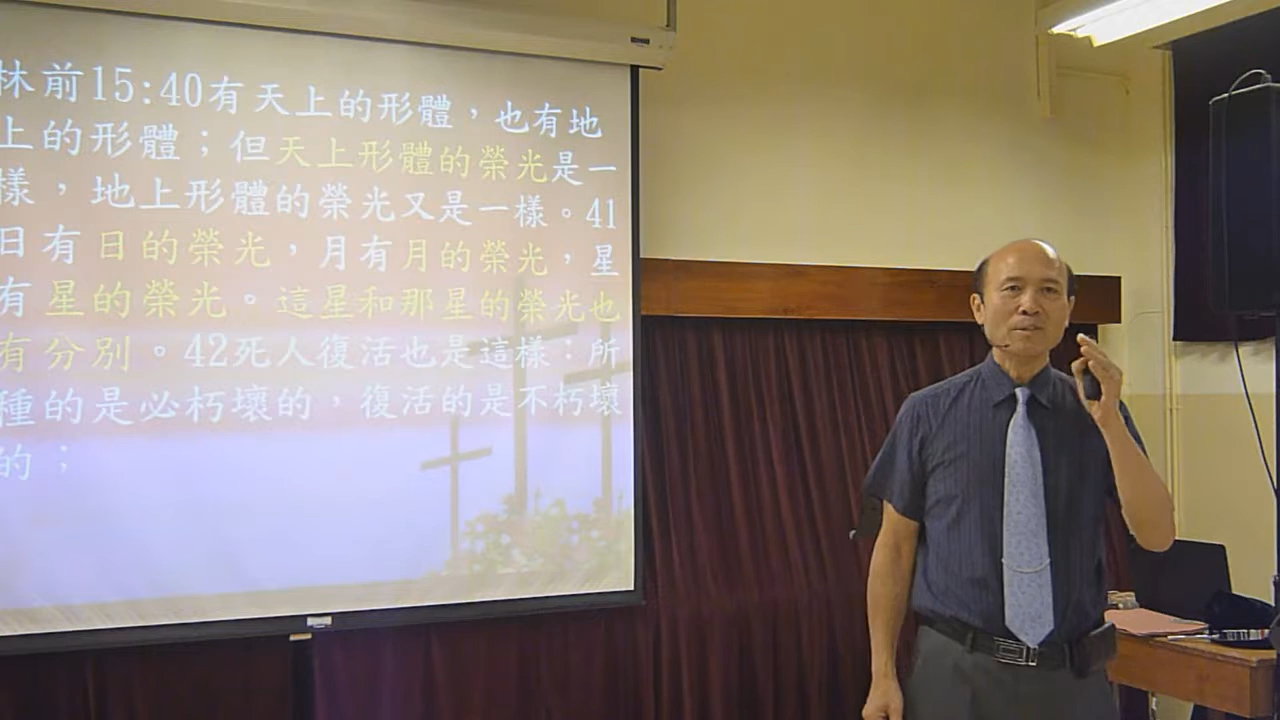 林前15:40有天上的形體，也有地
上的形體；但天上形體的榮光是一
樣，地上形體的榮光又是一樣。41
日有日的榮光，月有月的榮光，星
有星的榮光。這星和那星的榮光也
有分別。42死人復活也是這樣：所
種的是必朽壞的，復活的是不朽壞
的；